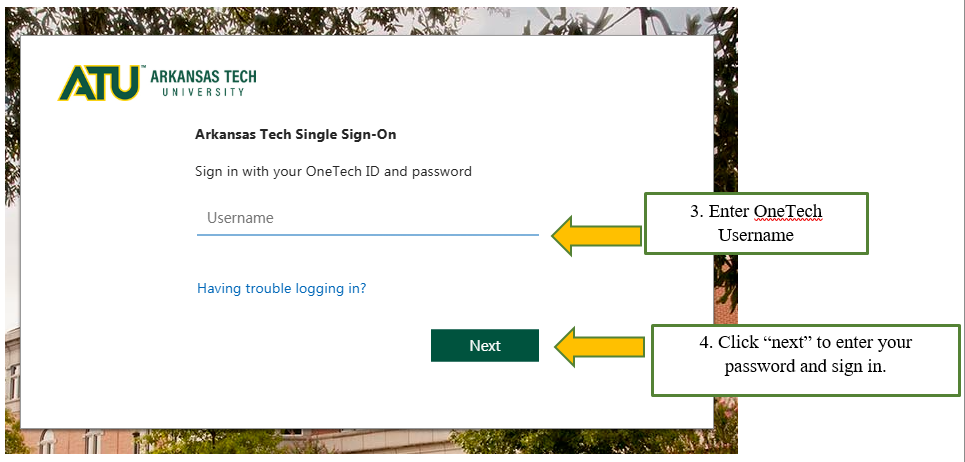 ATU™ ARKANSAS TECH
UNIVERSITY
Arkansas Tech Single Sign-On
Sign in with your OneTech ID and password
Username
3. Enter OneTech
Username
Having trouble logging in?
Next
4. Click “next” to enter your
password and sign in.